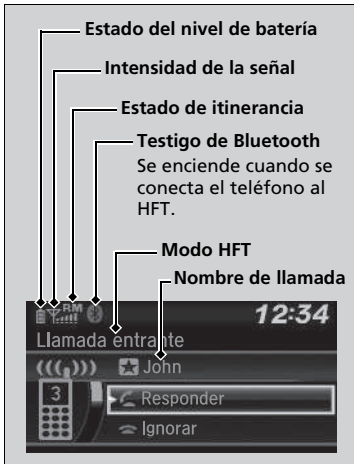 Estado del nivel de batería
Intensidad de la señal
Estado de itinerancia
Testigo de Bluetooth
Se enciende cuando se
conecta el teléfono al
HFT.
Modo HFT
Nombre de llamada
RM
12:34
Llamada entrante
John
3
Responder
Ignorar